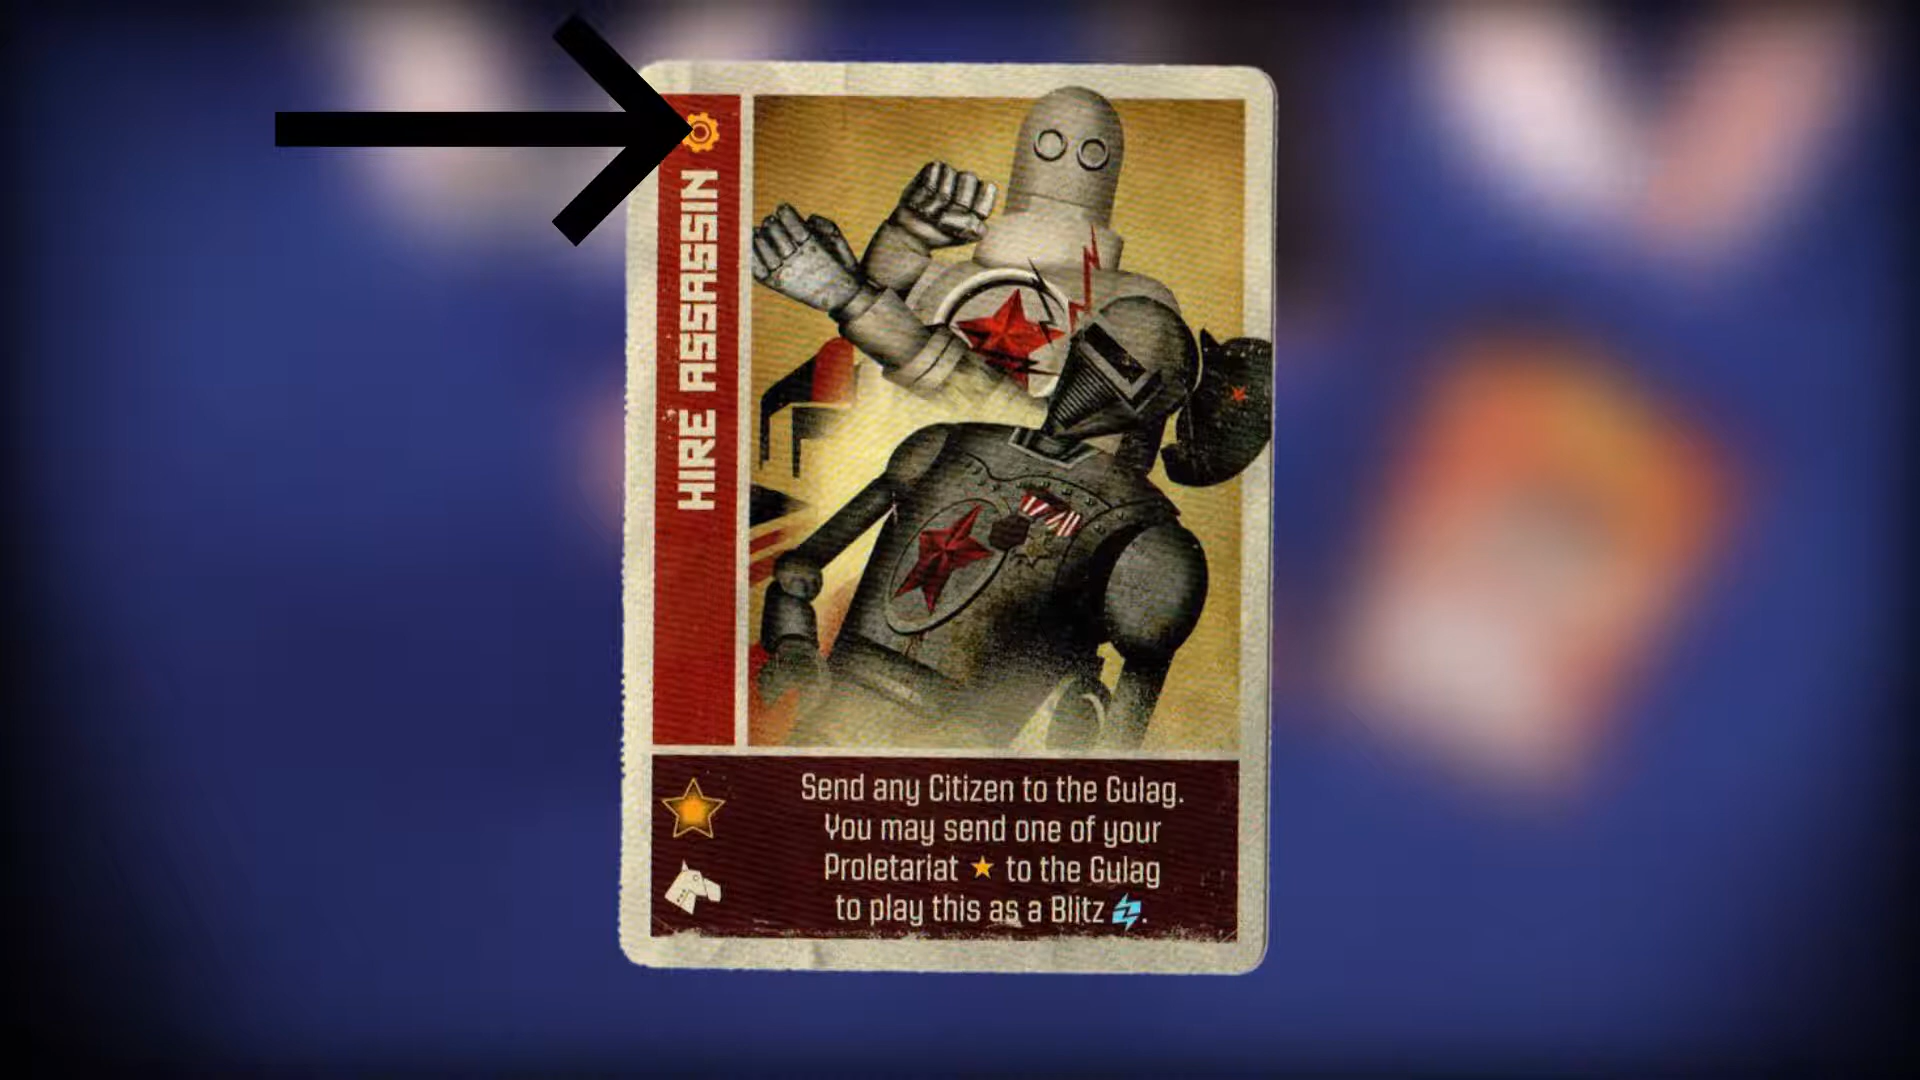 HIRE ASSASSIN
Send any Citizen to the Gulag.
You may send one of your
Proletariat ★ to the Gulag
to play this as a Blitz.